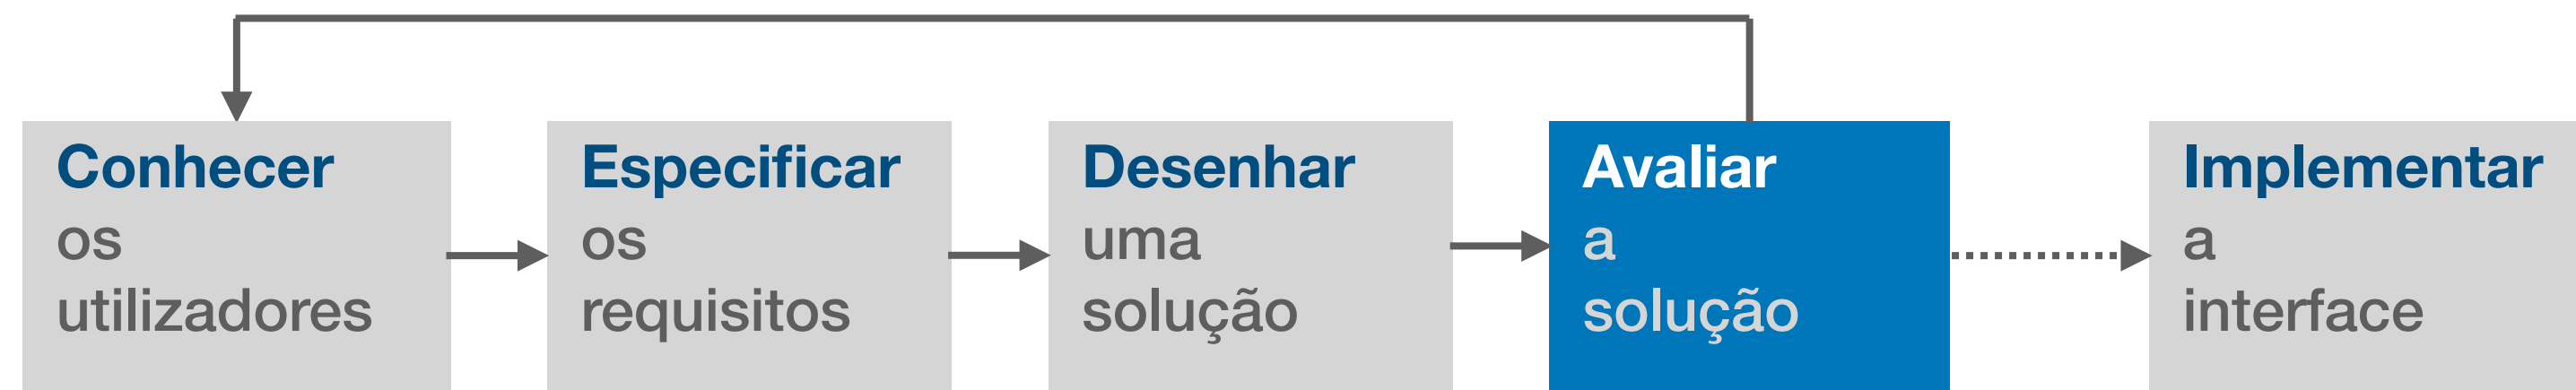 Conhecer
os
utilizadores
Especificar
os
requisitos
Desenhar
uma
solução
Avaliar
a
solução
Implementar
a
interface